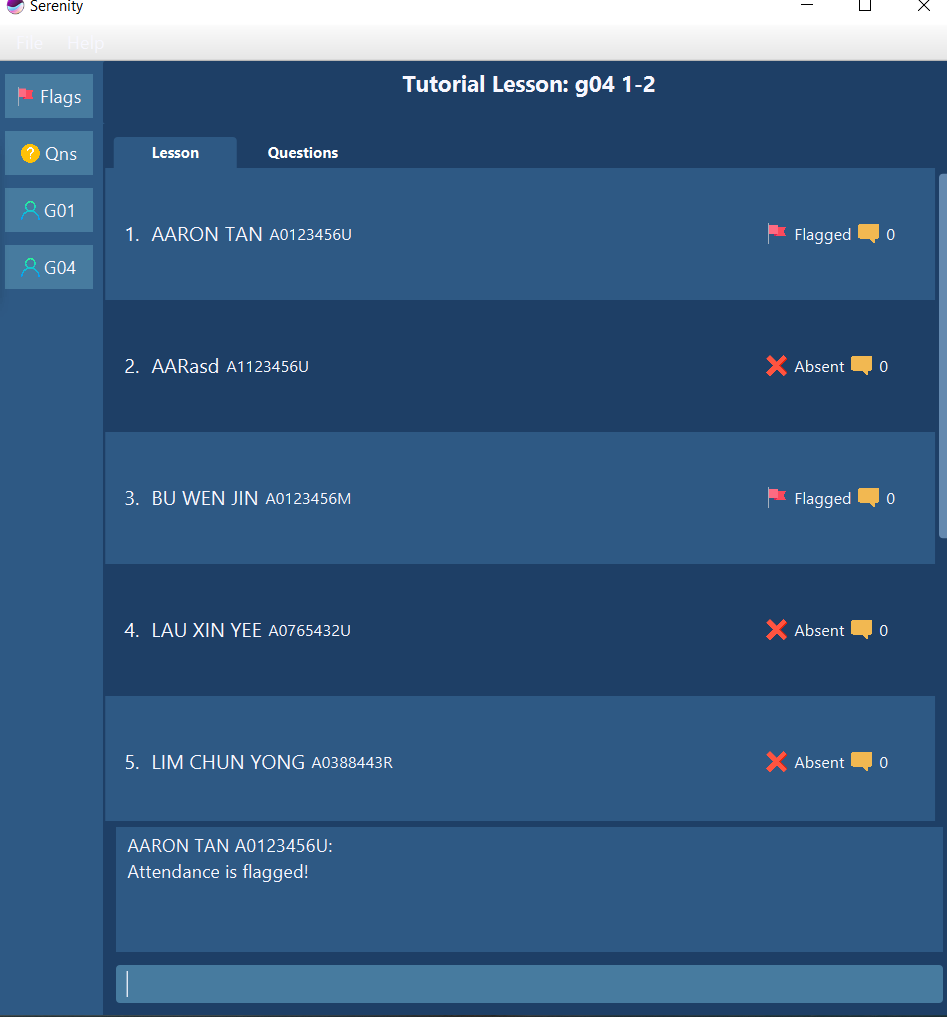 Serenity
File Help
Flags
Qns
G01
G04
Tutorial Lesson: g04 1-2
Lesson Questions
1. AARON TAN A0123456U Flagged 0
2. AARasd A1123456U Absent 0
3. BU WEN JIN A0123456M Flagged 0
4. LAU XIN YEE A0765432U Absent 0
5. LIM CHUN YONG A0388443R Absent 0
AARON TAN A0123456U:
Attendance is flagged!